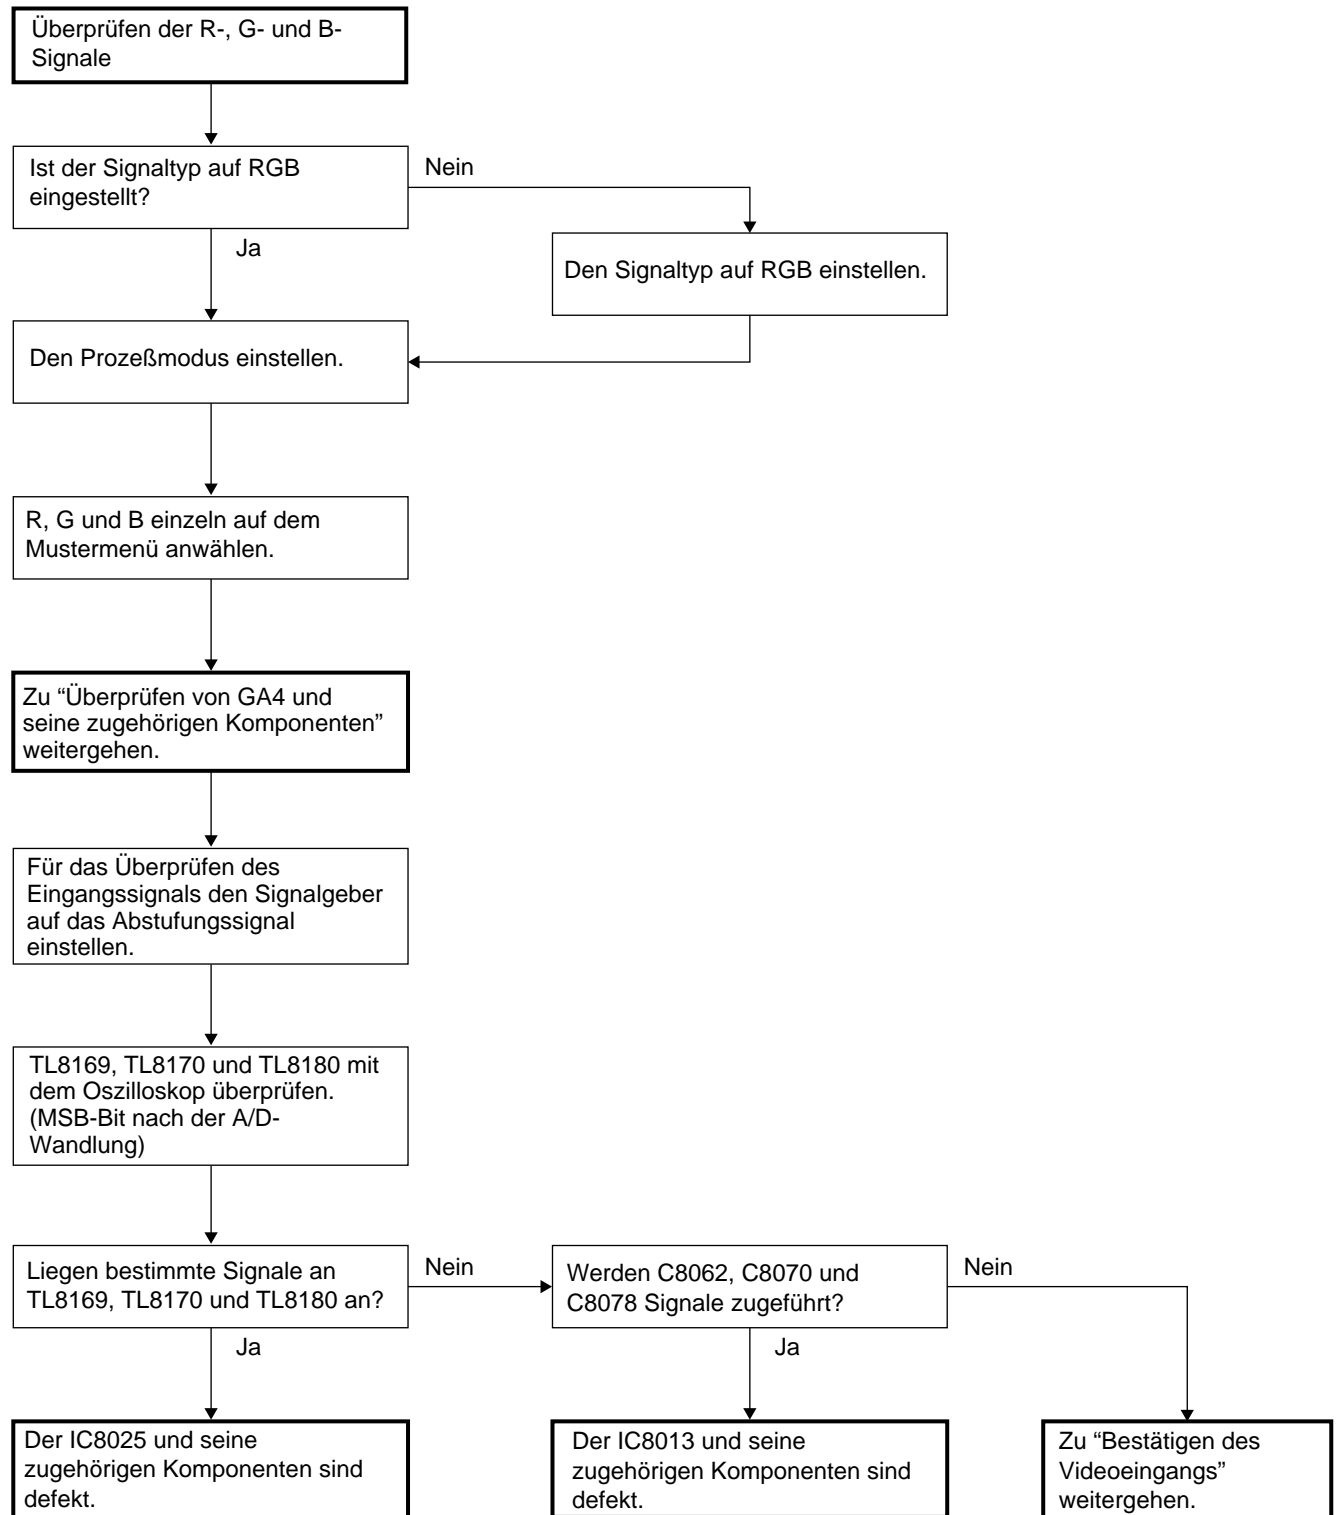 Überprüfen der R-, G- und B-
Signale
Ist der Signaltyp auf RGB
eingestellt?
Nein
Ja
Den Signaltyp auf RGB einstellen.
Den Prozeßmodus einstellen.
R, G und B einzeln auf dem
Mustermenü anwählen.
Zu “Überprüfen von GA4 und
seine zugehörigen Komponenten”
weitergehen.
Für das Überprüfen des
Eingangssignals den Signalgeber
auf das Abstufungssignal
einstellen.
TL8169, TL8170 und TL8180 mit
dem Oszilloskop überprüfen.
(MSB-Bit nach der A/D-
Wandlung)
Liegen bestimmte Signale an
TL8169, TL8170 und TL8180 an?
Nein
Werden C8062, C8070 und
C8078 Signale zugeführt?
Nein
Ja
Ja
Der IC8025 und seine
zugehörigen Komponenten sind
defekt.
Der IC8013 und seine
zugehörigen Komponenten sind
defekt.
Zu “Bestätigen des
Videoeingangs”
weitergehen.